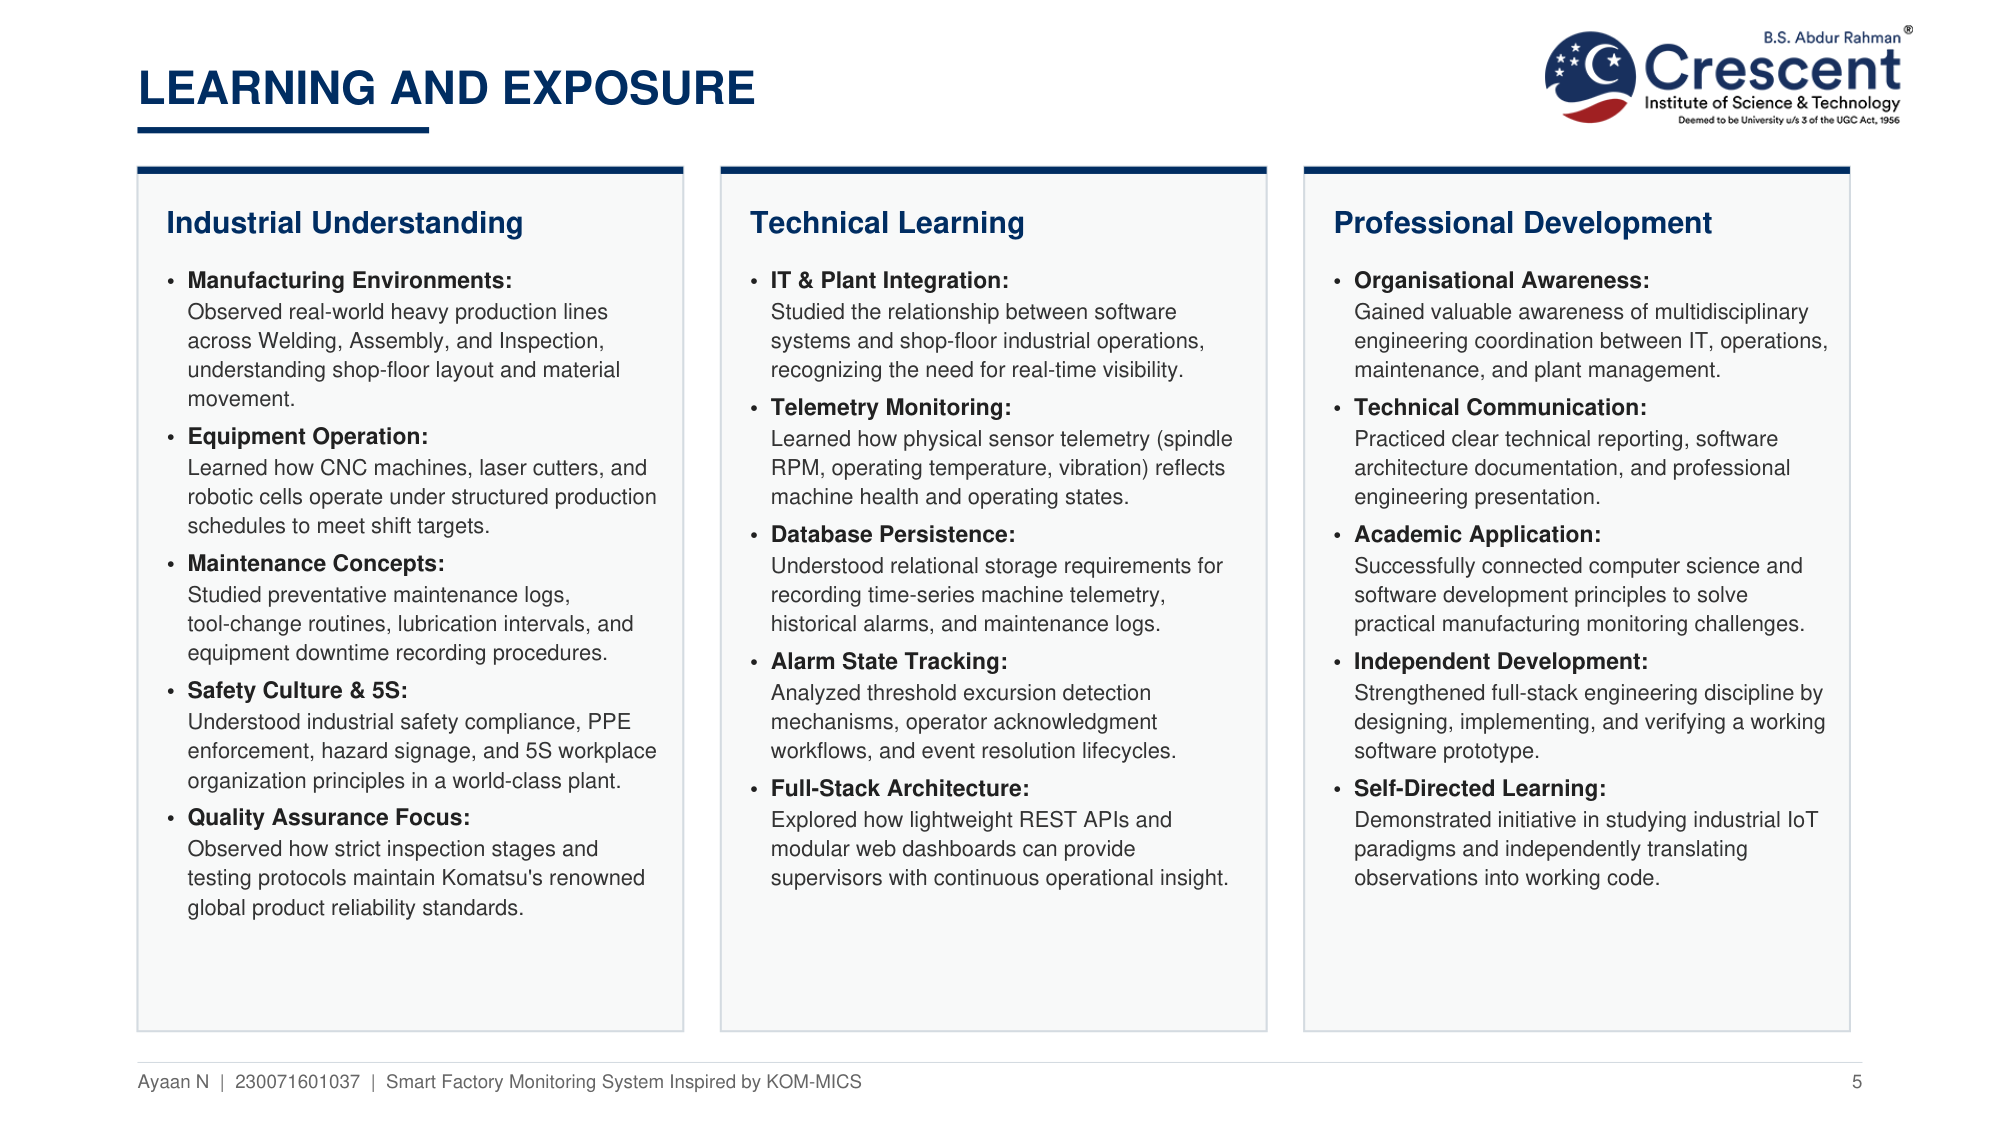 LEARNING AND EXPOSURE
B.S. Abdur Rahman ®
Crescent
Institute of Science & Technology
Deemed to be University u/s 3 of the UGC Act, 1956
Industrial Understanding
• Manufacturing Environments:
Observed real-world heavy production lines
across Welding, Assembly, and Inspection,
understanding shop-floor layout and material
movement.
• Equipment Operation:
Learned how CNC machines, laser cutters, and
robotic cells operate under structured production
schedules to meet shift targets.
• Maintenance Concepts:
Studied preventative maintenance logs,
tool-change routines, lubrication intervals, and
equipment downtime recording procedures.
• Safety Culture & 5S:
Understood industrial safety compliance, PPE
enforcement, hazard signage, and 5S workplace
organization principles in a world-class plant.
• Quality Assurance Focus:
Observed how strict inspection stages and
testing protocols maintain Komatsu's renowned
global product reliability standards.
Technical Learning
• IT & Plant Integration:
Studied the relationship between software
systems and shop-floor industrial operations,
recognizing the need for real-time visibility.
• Telemetry Monitoring:
Learned how physical sensor telemetry (spindle
RPM, operating temperature, vibration) reflects
machine health and operating states.
• Database Persistence:
Understood relational storage requirements for
recording time-series machine telemetry,
historical alarms, and maintenance logs.
• Alarm State Tracking:
Analyzed threshold excursion detection
mechanisms, operator acknowledgment
workflows, and event resolution lifecycles.
• Full-Stack Architecture:
Explored how lightweight REST APIs and
modular web dashboards can provide
supervisors with continuous operational insight.
Professional Development
• Organisational Awareness:
Gained valuable awareness of multidisciplinary
engineering coordination between IT, operations,
maintenance, and plant management.
• Technical Communication:
Practiced clear technical reporting, software
architecture documentation, and professional
engineering presentation.
• Academic Application:
Successfully connected computer science and
software development principles to solve
practical manufacturing monitoring challenges.
• Independent Development:
Strengthened full-stack engineering discipline by
designing, implementing, and verifying a working
software prototype.
• Self-Directed Learning:
Demonstrated initiative in studying industrial IoT
paradigms and independently translating
observations into working code.
Ayaan N | 230071601037 | Smart Factory Monitoring System Inspired by KOM-MICS
5